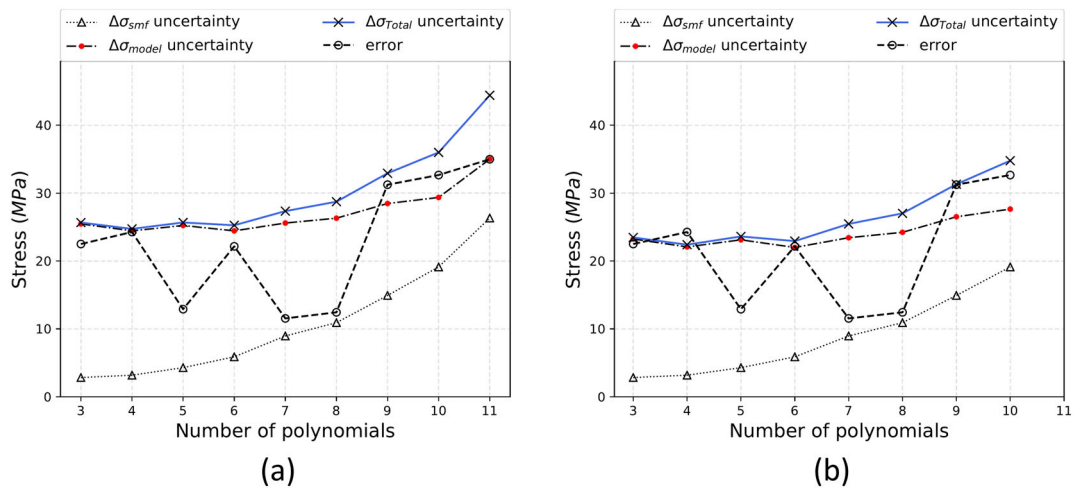 Δσsmf uncertainty
Δσmodel uncertainty
ΔσTotal uncertainty
error
Stress (MPa)
40
30
20
10
0
3 4 5 6 7 8 9 10 11
Number of polynomials
(a)
Δσsmf uncertainty
Δσmodel uncertainty
ΔσTotal uncertainty
error
Stress (MPa)
40
30
20
10
0
3 4 5 6 7 8 9 10 11
Number of polynomials
(b)